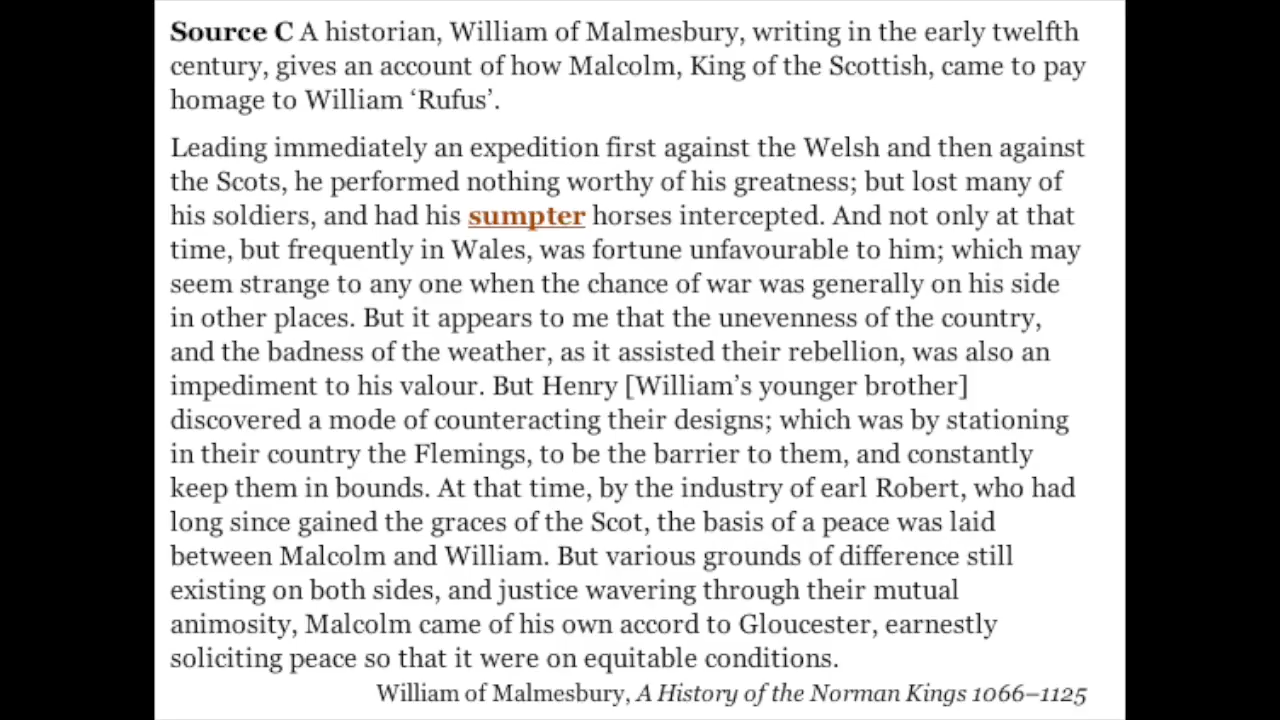 Source C A historian, William of Malmesbury, writing in the early twelfth
century, gives an account of how Malcolm, King of the Scottish, came to pay
homage to William ‘Rufus’.
Leading immediately an expedition first against the Welsh and then against
the Scots, he performed nothing worthy of his greatness; but lost many of
his soldiers, and had his sumpter horses intercepted. And not only at that
time, but frequently in Wales, was fortune unfavourable to him; which may
seem strange to any one when the chance of war was generally on his side
in other places. But it appears to me that the unevenness of the country,
and the badness of the weather, as it assisted their rebellion, was also an
impediment to his valour. But Henry [William’s younger brother]
discovered a mode of counteracting their designs; which was by stationing
in their country the Flemings, to be the barrier to them, and constantly
keep them in bounds. At that time, by the industry of earl Robert, who had
long since gained the graces of the Scot, the basis of a peace was laid
between Malcolm and William. But various grounds of difference still
existing on both sides, and justice wavering through their mutual
animosity, Malcolm came of his own accord to Gloucester, earnestly
soliciting peace so that it were on equitable conditions.
William of Malmesbury, A History of the Norman Kings 1066–1125